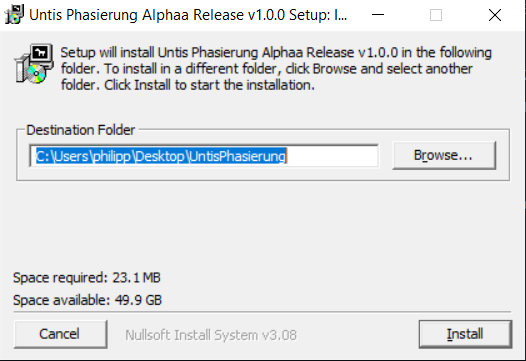 Untis Phasierung Alphaa Release v1.0.0 Setup: I...
Setup will install Untis Phasierung Alphaa Release v1.0.0 in the following
folder. To install in a different folder, click Browse and select another
folder. Click Install to start the installation.
Destination Folder
C:\Users\philipp\Desktop\UntisPhasierung
Browse...
Space required: 23.1 MB
Space available: 49.9 GB
Cancel
Nullsoft Install System v3.08
Install